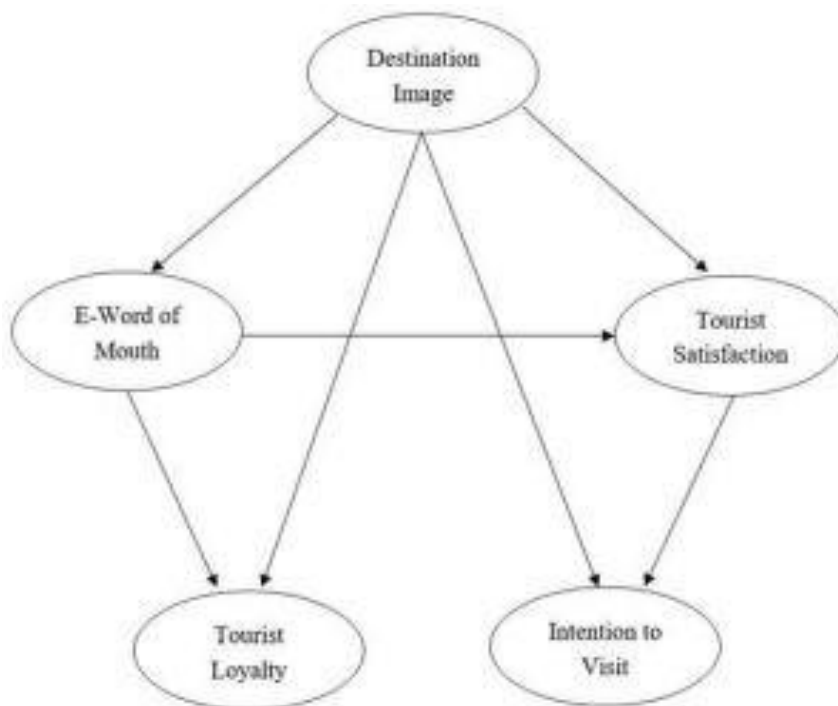 Destination
Image
E-Word of
Mouth
Tourist
Satisfaction
Tourist
Loyalty
Intention to
Visit